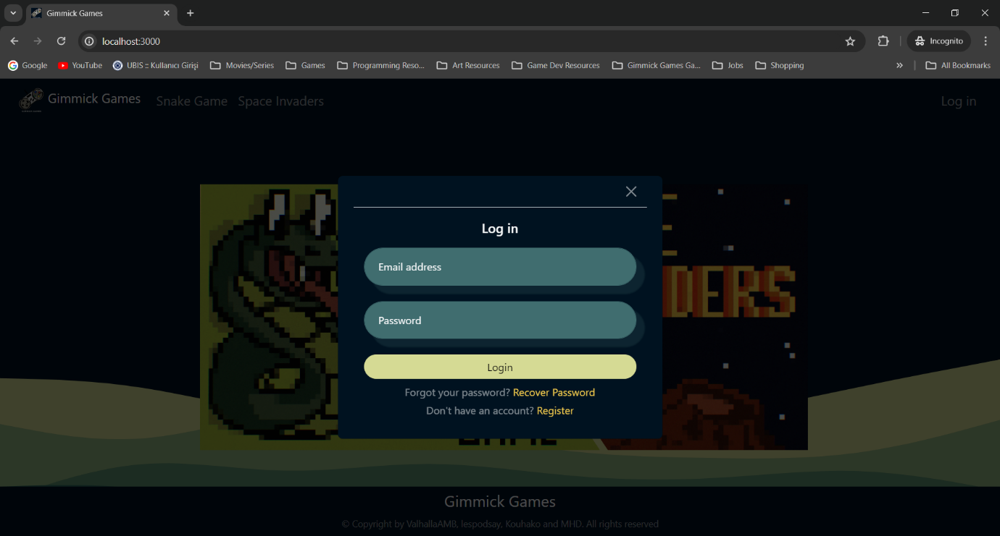 Gimmick Games
localhost:3000
Incognito
Google YouTube UBIS :: Kullanıcı Girişi Movies/Series Games Programming Reso... Art Resources Game Dev Resources Gimmick Games Ga... Jobs Shopping All Bookmarks
Gimmick Games Snake Game Space Invaders Log in
Log in
Email address
Password
Login
Forgot your password? Recover Password
Don't have an account? Register
Gimmick Games
© Copyright by ValhallaAMB, lespodsay, Kouhako and MHD. All rights reserved